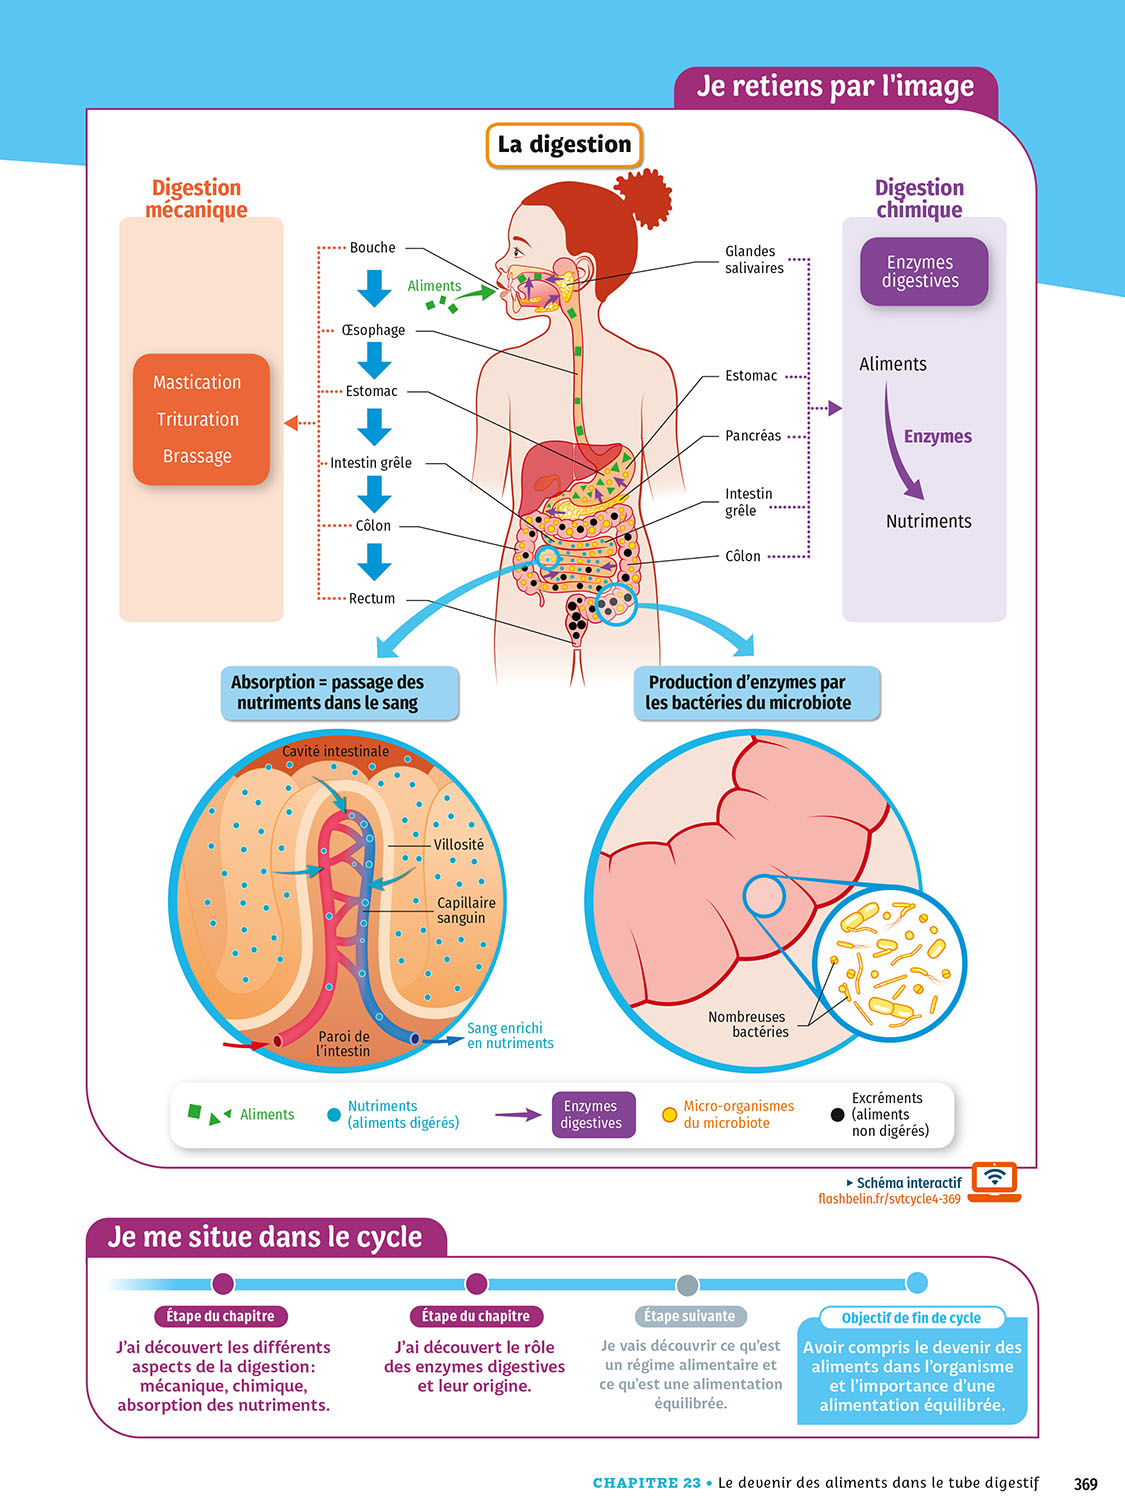 Je retiens par l'image
La digestion
Digestion
mécanique
Mastication
Trituration
Brassage
Bouche
Aliments
Œsophage
Estomac
Intestin grêle
Côlon
Rectum
Glandes
salivaires
Estomac
Pancréas
Intestin
grêle
Côlon
Digestion
chimique
Enzymes
digestives
Aliments
Enzymes
Nutriments
Absorption = passage des
nutriments dans le sang
Cavité intestinale
Villosité
Capillaire
sanguin
Paroi de
l'intestin
Sang enrichi
en nutriments
Production d'enzymes par
les bactéries du microbiote
Nombreuses
bactéries
Aliments
Nutriments
(aliments digérés)
Enzymes
digestives
Micro-organismes
du microbiote
Excréments
(aliments
non digérés)
Schéma interactif
flashbelin.fr/svtcycle4-369
Je me situe dans le cycle
Étape du chapitre
J'ai découvert les différents
aspects de la digestion :
mécanique, chimique,
absorption des nutriments.
Étape du chapitre
J'ai découvert le rôle
des enzymes digestives
et leur origine.
Étape suivante
Je vais découvrir ce qu'est
un régime alimentaire et
ce qu'est une alimentation
équilibrée.
Objectif de fin de cycle
Avoir compris le devenir des
aliments dans l'organisme
et l'importance d'une
alimentation équilibrée.
CHAPITRE 23 • Le devenir des aliments dans le tube digestif 369